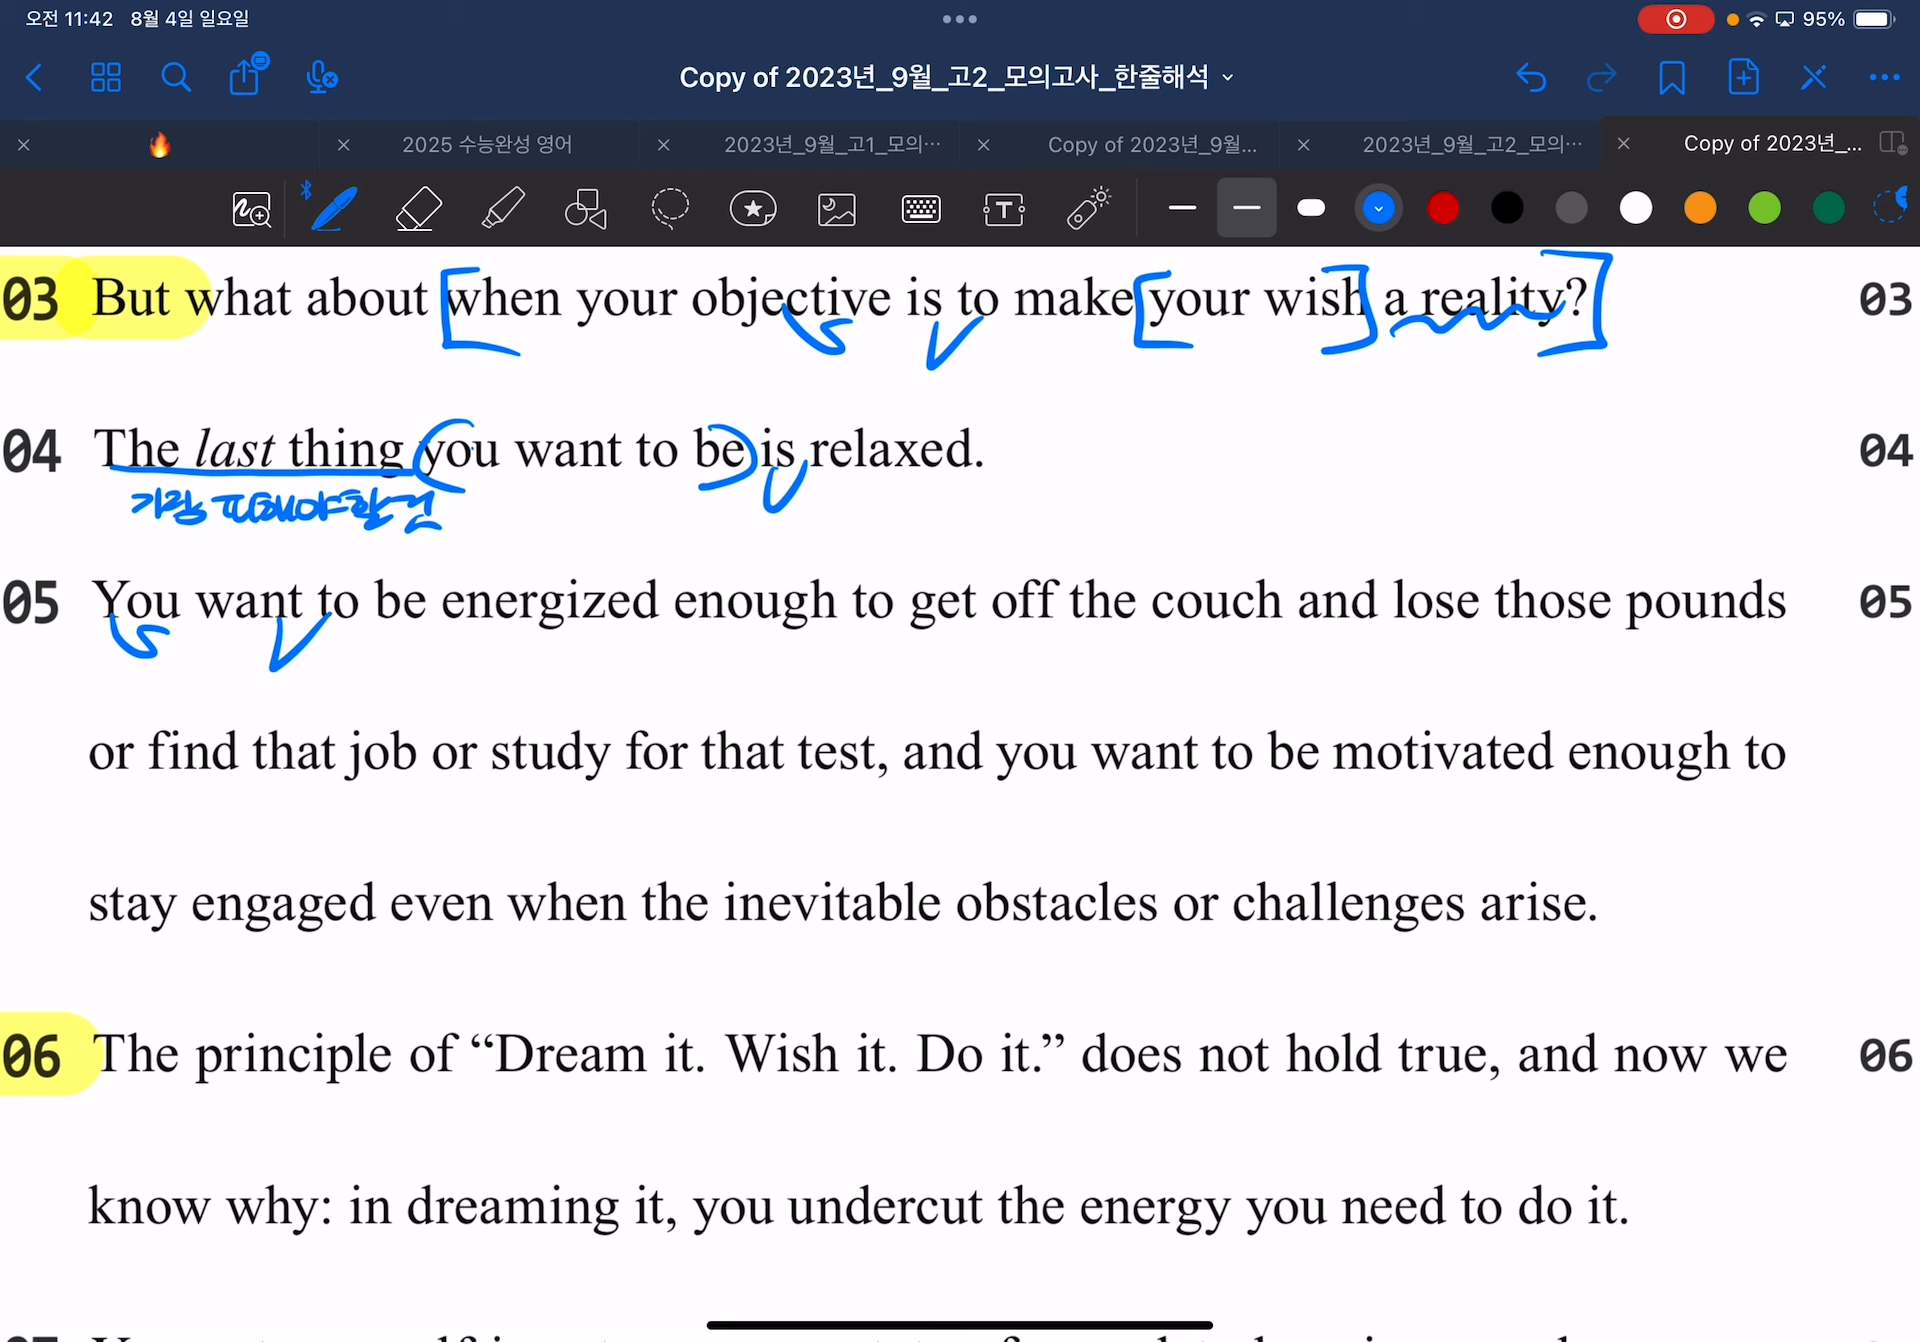 오전 11:42 8월 4일 일요일
95%
Copy of 2023년_9월_고2_모의고사_한줄해석
2025 수능완성 영어
2023년_9월_고1_모의…
Copy of 2023년_9월...
2023년_9월_고2_모의…
Copy of 2023년_...
03 But what about when your objective is to make your wish a reality? 03
04 The last thing you want to be is relaxed. 04
가장 피해야할건
05 You want to be energized enough to get off the couch and lose those pounds 05
or find that job or study for that test, and you want to be motivated enough to
stay engaged even when the inevitable obstacles or challenges arise.
06 The principle of “Dream it. Wish it. Do it.” does not hold true, and now we 06
know why: in dreaming it, you undercut the energy you need to do it.